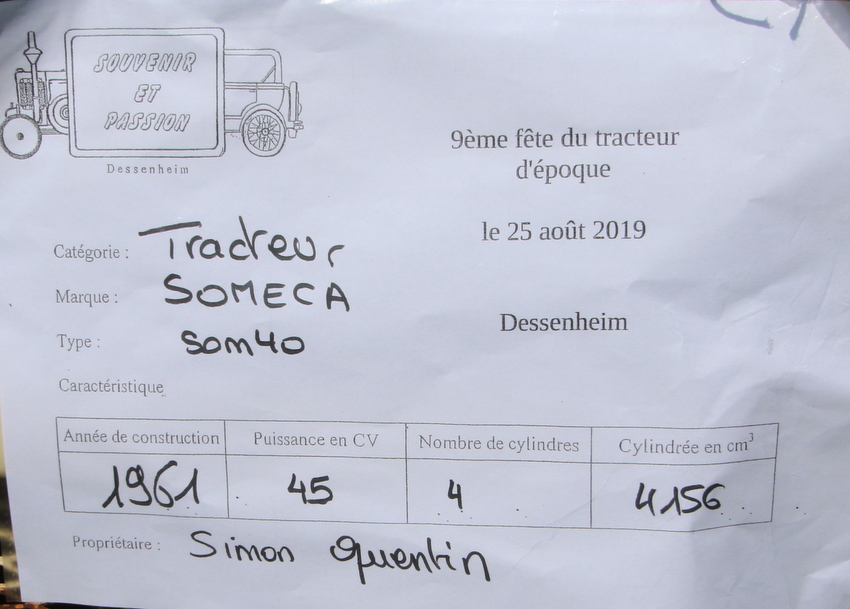 SOUVENIR
ET
PASSION
Dessenheim
9ème fête du tracteur
d'époque
le 25 août 2019
Dessenheim
Catégorie : Tracteur
Marque : SOMECA
Type : som40
Caractéristique
Année de construction Puissance en CV Nombre de cylindres Cylindrée en cm³
1961 45 4 4156
Propriétaire : Simon Quentin